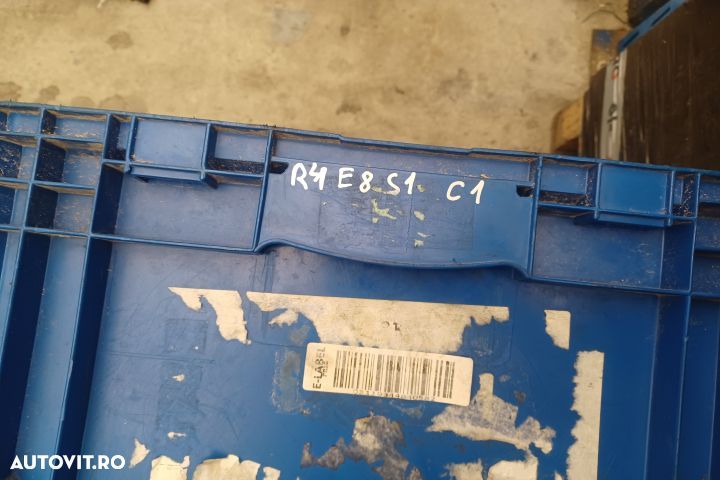 R4 E8 S1 C1
E-LABEL
AUTOVIT.RO